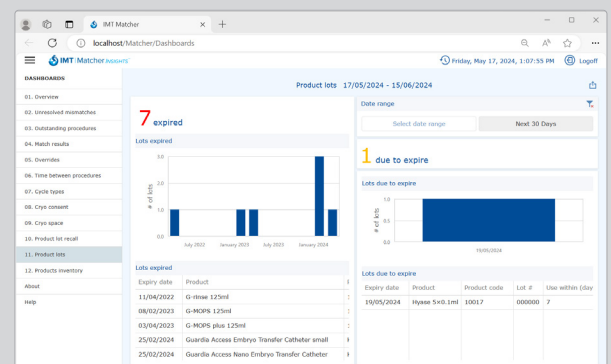 IMT Matcher
localhost/Matcher/Dashboards
IMT Matcher INSIGHTS
Friday, May 17, 2024, 1:07:55 PM
Logoff
DASHBOARDS
01. Overview
02. Unresolved mismatches
03. Outstanding procedures
04. Match results
05. Overrides
06. Time between procedures
07. Cycle types
08. Cryo consent
09. Cryo space
10. Product lot recall
11. Product lots
12. Products inventory
About
Help
Product lots 17/05/2024 - 15/06/2024
7 expired
Lots expired
# of lots
3.0
2.0
1.0
0.0
July 2022 January 2023 July 2023 January 2024
Lots expired
Expiry date Product
11/04/2022 G-rinse 125ml
08/02/2023 G-MOPS 125ml
03/04/2023 G-MOPS plus 125ml
25/02/2024 Guardia Access Embryo Transfer Catheter small
25/02/2024 Guardia Access Nano Embryo Transfer Catheter
Date range
Select date range Next 30 Days
1 due to expire
Lots due to expire
# of lots
1.0
0.5
0.0
19/05/2024
Lots due to expire
Expiry date Product Product code Lot # Use within (day
19/05/2024 Hyase 5×0.1ml 10017 000000 7